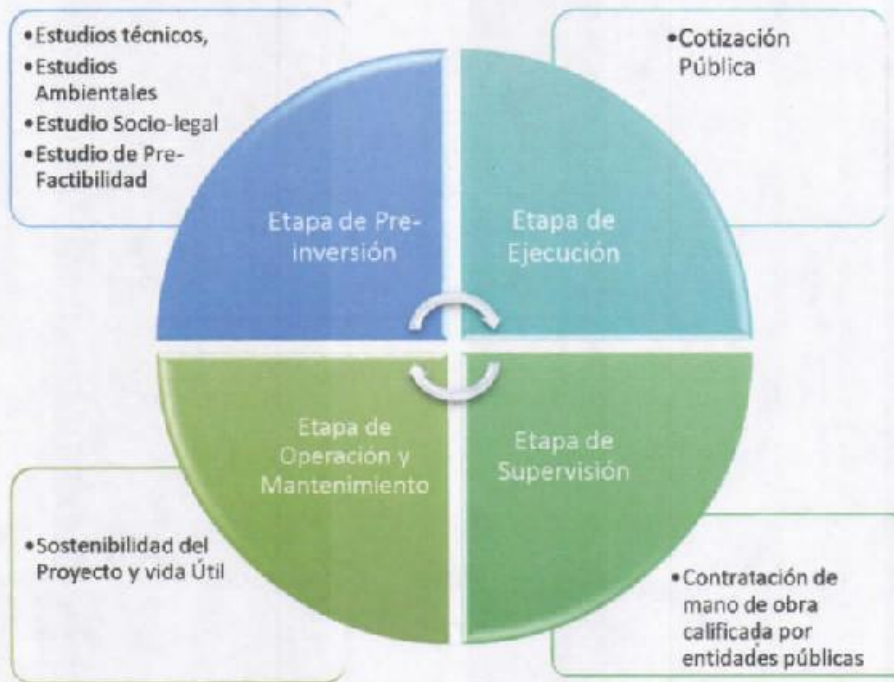 •Estudios técnicos,
•Estudios
Ambientales
•Estudio Socio-legal
•Estudio de Pre-
Factibilidad
•Cotización
Pública
Etapa de Pre-
inversión
Etapa de
Ejecución
Etapa de
Operación y
Mantenimiento
Etapa de
Supervisión
•Sostenibilidad del
Proyecto y vida Útil
•Contratación de
mano de obra
calificada por
entidades públicas